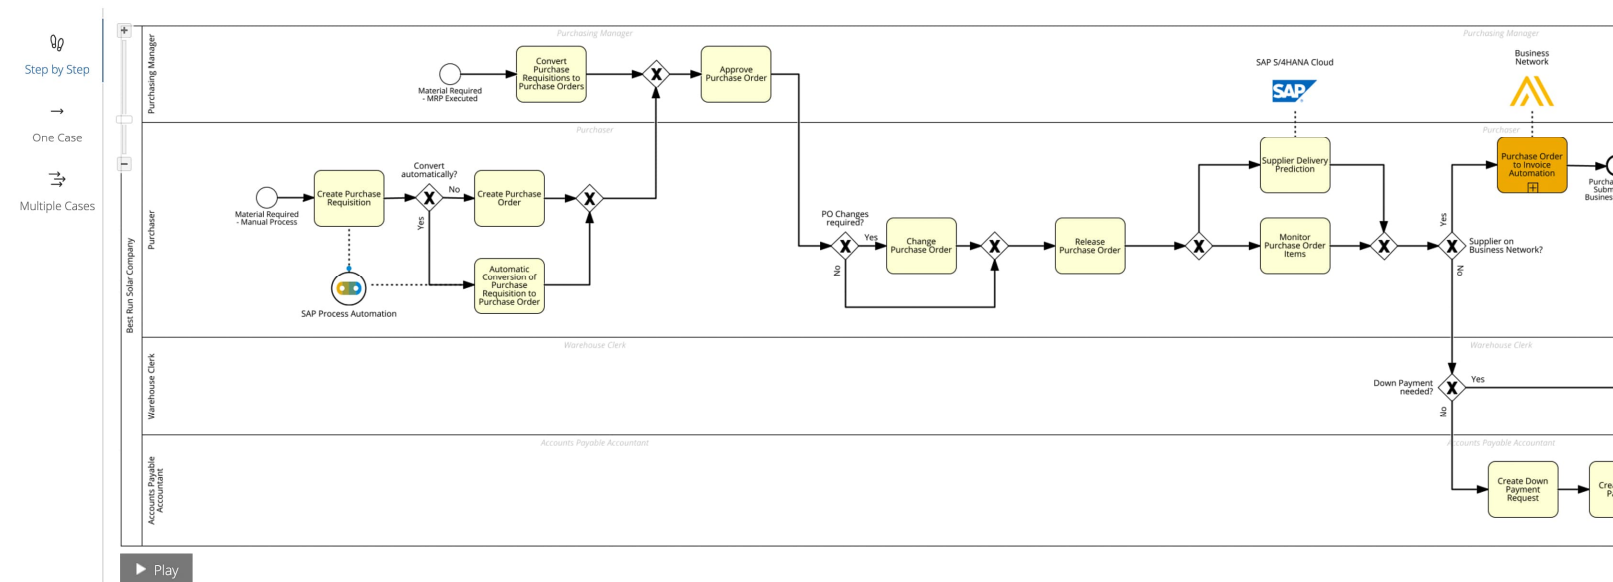 Step by Step
One Case
Multiple Cases
Best Run Solar Company
Purchasing Manager
Purchasing Manager
Purchasing Manager
Material Required
- MRP Executed
Convert
Purchase
Requisitions to
Purchase Orders
X
Approve
Purchase Order
SAP S/4HANA Cloud
SAP
Business
Network
Purchaser
Purchaser
Purchaser
Material Required
- Manual Process
Create Purchase
Requisition
Convert
automatically?
X
No
Yes
Create Purchase
Order
X
Automatic
Conversion of
Purchase
Requisition to
Purchase Order
SAP Process Automation
PO Changes
required?
X
Yes
No
Change
Purchase Order
X
Release
Purchase Order
X
Supplier Delivery
Prediction
Monitor
Purchase Order
Items
X
X
Yes
No
Supplier on
Business Network?
Purchase Order
to Invoice
Automation
Purcha
Subm
Busines
Warehouse Clerk
Warehouse Clerk
Warehouse Clerk
Down Payment
needed?
X
Yes
No
Accounts Payable
Accountant
Accounts Payable Accountant
Accounts Payable Accountant
Create Down
Payment
Request
Crea
Pa
Play